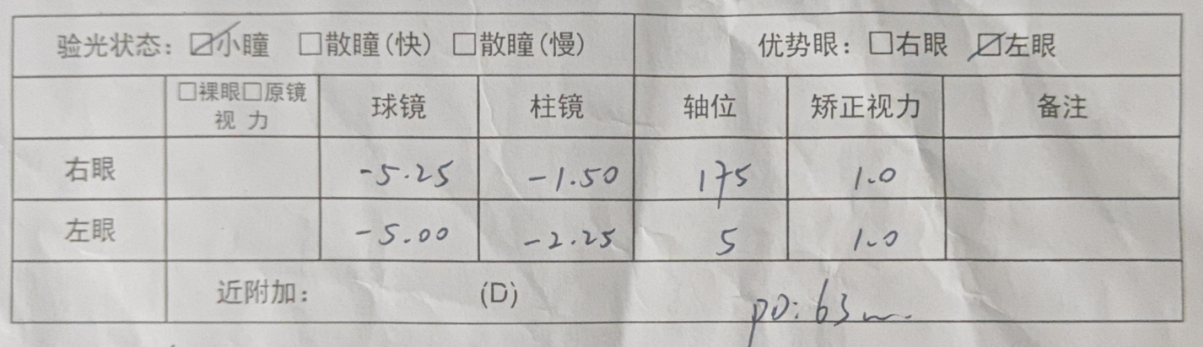 验光状态: ☑小瞳 □散瞳(快) □散瞳(慢) 优势眼: □右眼 ☑左眼
□裸眼□原镜
视 力 球镜 柱镜 轴位 矫正视力 备注
右眼 -5.25 -1.50 175 1.0
左眼 -5.00 -2.25 5 1.0
近附加: (D) PD: 63